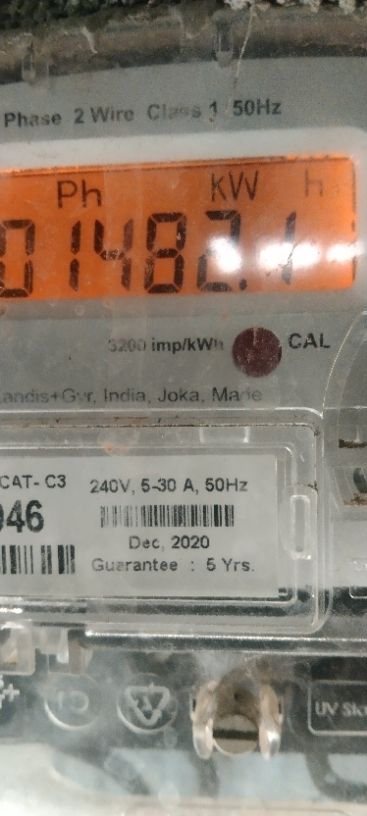 Phase 2 Wire Class 1 50Hz
Ph KW h
01482.1
3200 imp/kWh CAL
Landis+Gyr, India, Joka, Made
CAT- C3 240V, 5-30 A, 50Hz
946
Dec, 2020
Guarantee : 5 Yrs.
C1
UV